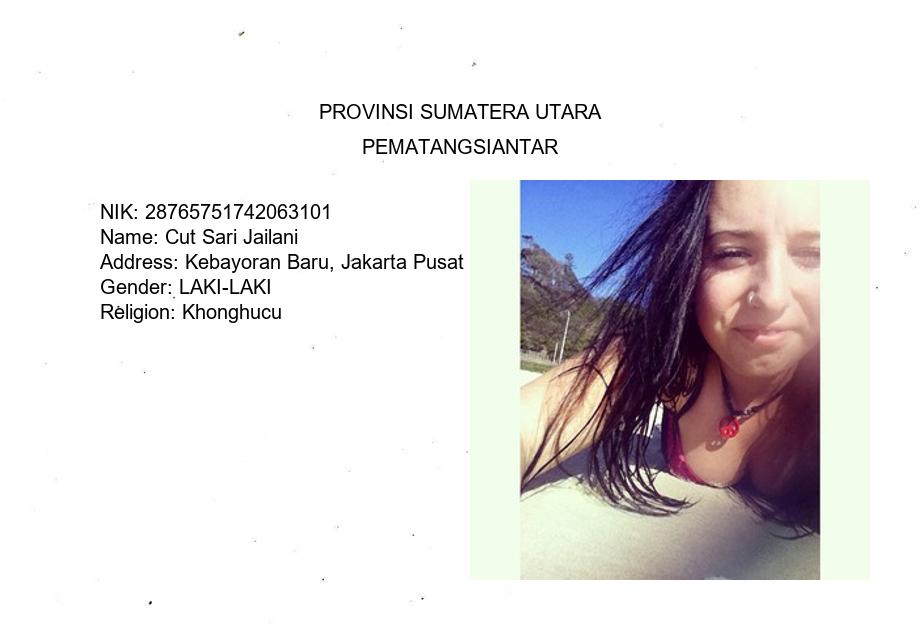 PROVINSI SUMATERA UTARA
PEMATANGSIANTAR
NIK: 28765751742063101
Name: Cut Sari Jailani
Address: Kebayoran Baru, Jakarta Pusat
Gender: LAKI-LAKI
Religion: Khonghucu